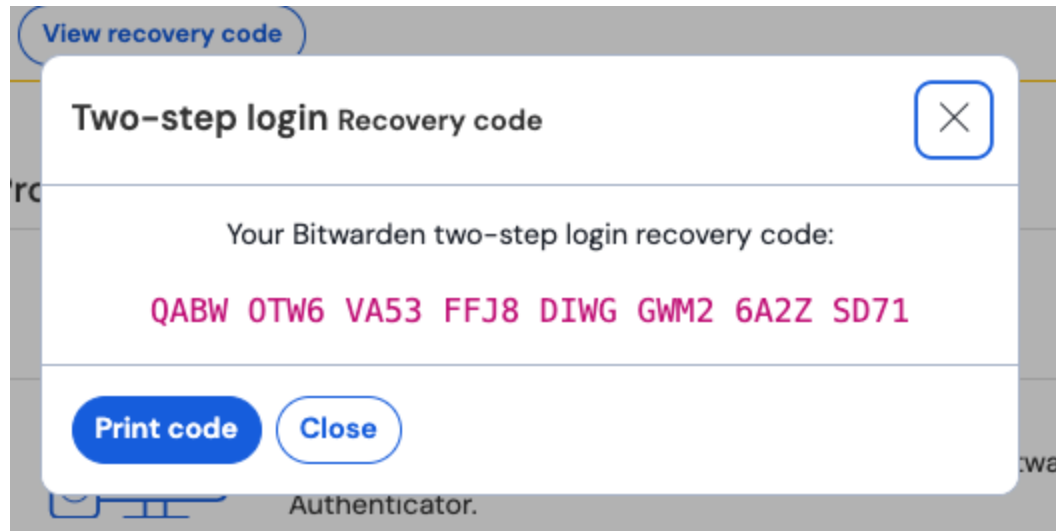 View recovery code
Two-step login Recovery code
Your Bitwarden two-step login recovery code:
QABW OTW6 VA53 FFJ8 DIWG GWM2 6A2Z SD71
Print code Close
Authenticator.